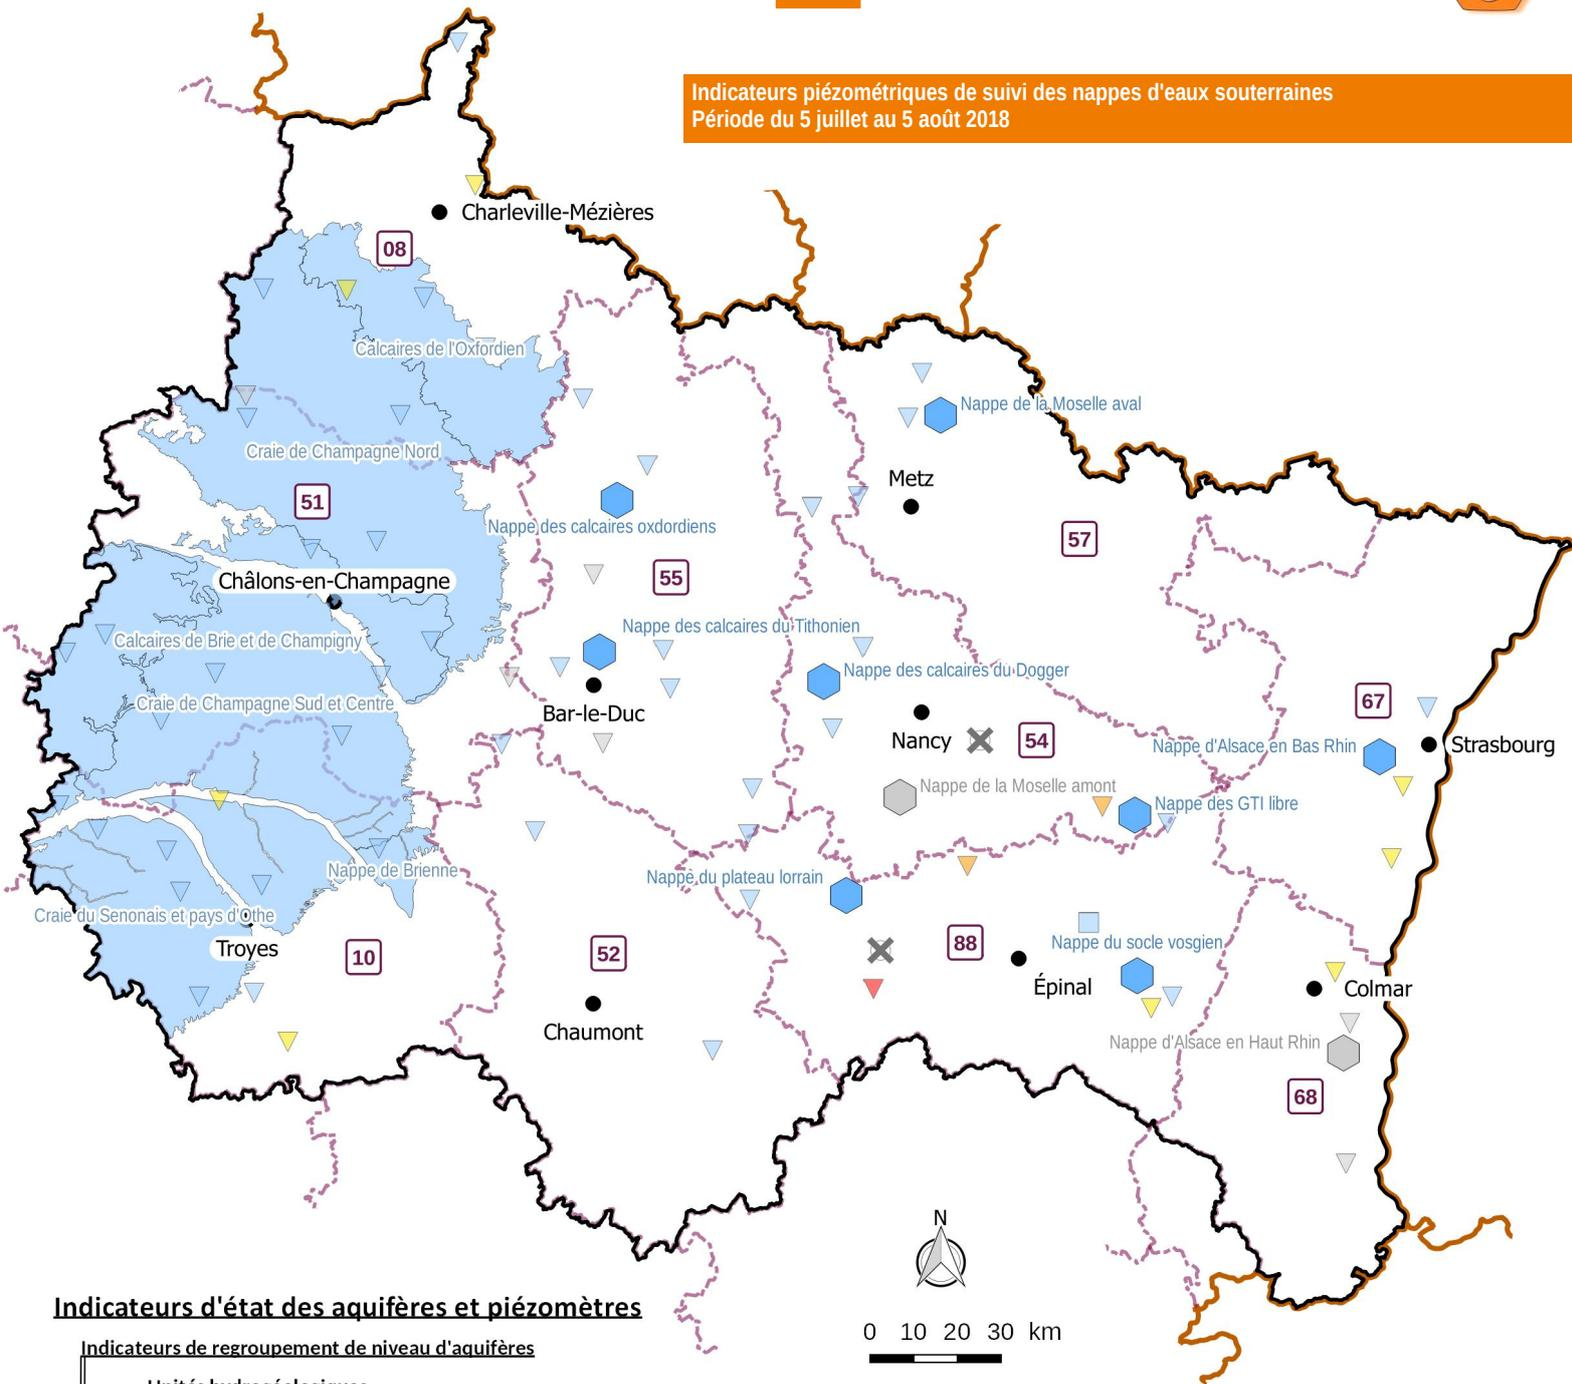 Indicateurs piézométriques de suivi des nappes d'eaux souterraines
Période du 5 juillet au 5 août 2018
Charleville-Mézières
08
Calcaires de l'Oxfordien
Nappe de la Moselle aval
Craie de Champagne Nord
Metz
51
Nappe des calcaires oxdordiens
57
Châlons-en-Champagne
55
Nappe des calcaires du Tithonien
Calcaires de Brie et de Champigny
Nappe des calcaires du Dogger
Craie de Champagne Sud et Centre
67
Bar-le-Duc
Nancy
54
Nappe d'Alsace en Bas Rhin
Strasbourg
Nappe de la Moselle amont
Nappe des GTI libre
Nappe de Brienne
Nappe du plateau lorrain
Craie du Senonais et pays d'Othe
Troyes
10
52
88
Nappe du socle vosgien
Épinal
Colmar
Chaumont
Nappe d'Alsace en Haut Rhin
68
N
Indicateurs d'état des aquifères et piézomètres
0 10 20 30 km
Indicateurs de regroupement de niveau d'aquifères
Unités hydrogéologiques